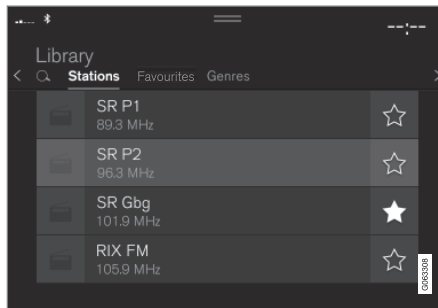 --:--
Library
Stations Favourites Genres
SR P1
89.3 MHz
SR P2
96.3 MHz
SR Gbg
101.9 MHz
RIX FM
105.9 MHz
G063308